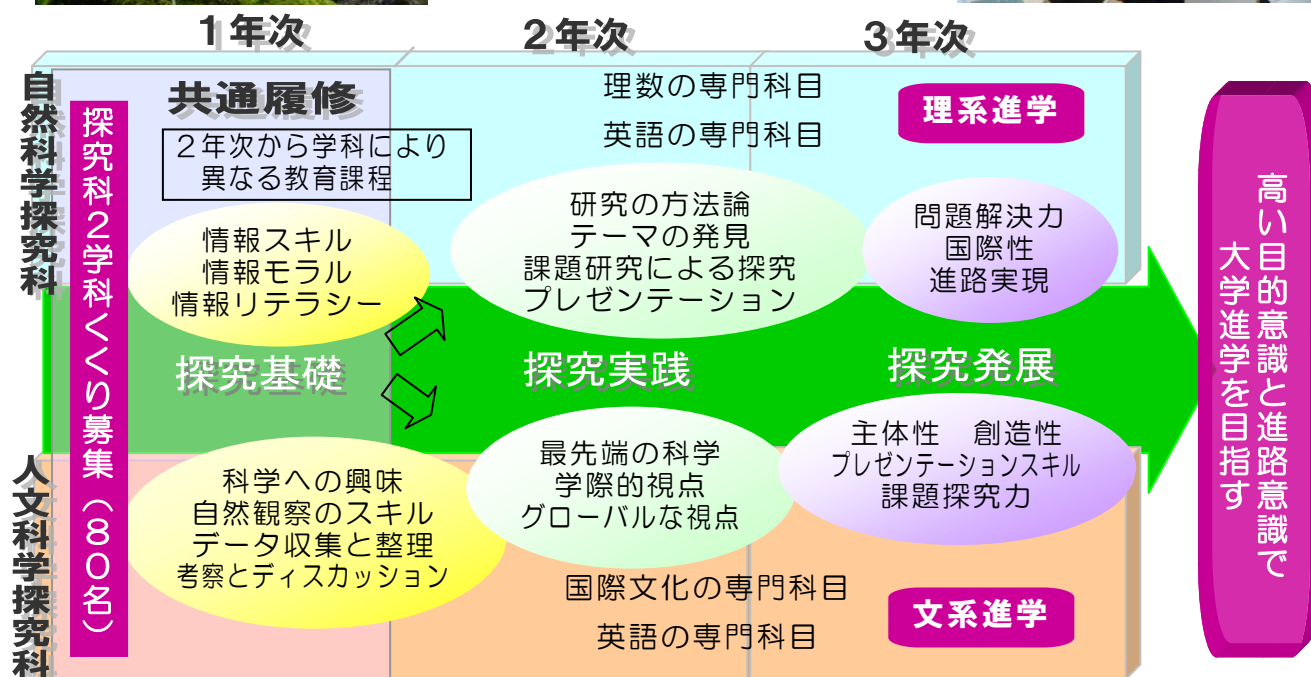 1年次
2年次
3年次
自然科学探究科
人文科学探究科
探究科2学科くくり募集(80名)
共通履修
2年次から学科により
異なる教育課程
情報スキル
情報モラル
情報リテラシー
探究基礎
科学への興味
自然観察のスキル
データ収集と整理
考察とディスカッション
理数の専門科目
英語の専門科目
研究の方法論
テーマの発見
課題研究による探究
プレゼンテーション
探究実践
最先端の科学
学際的視点
グローバルな視点
国際文化の専門科目
英語の専門科目
理系進学
問題解決力
国際性
進路実現
探究発展
主体性 創造性
プレゼンテーションスキル
課題探究力
文系進学
高い目的意識と進路意識で
大学進学を目指す